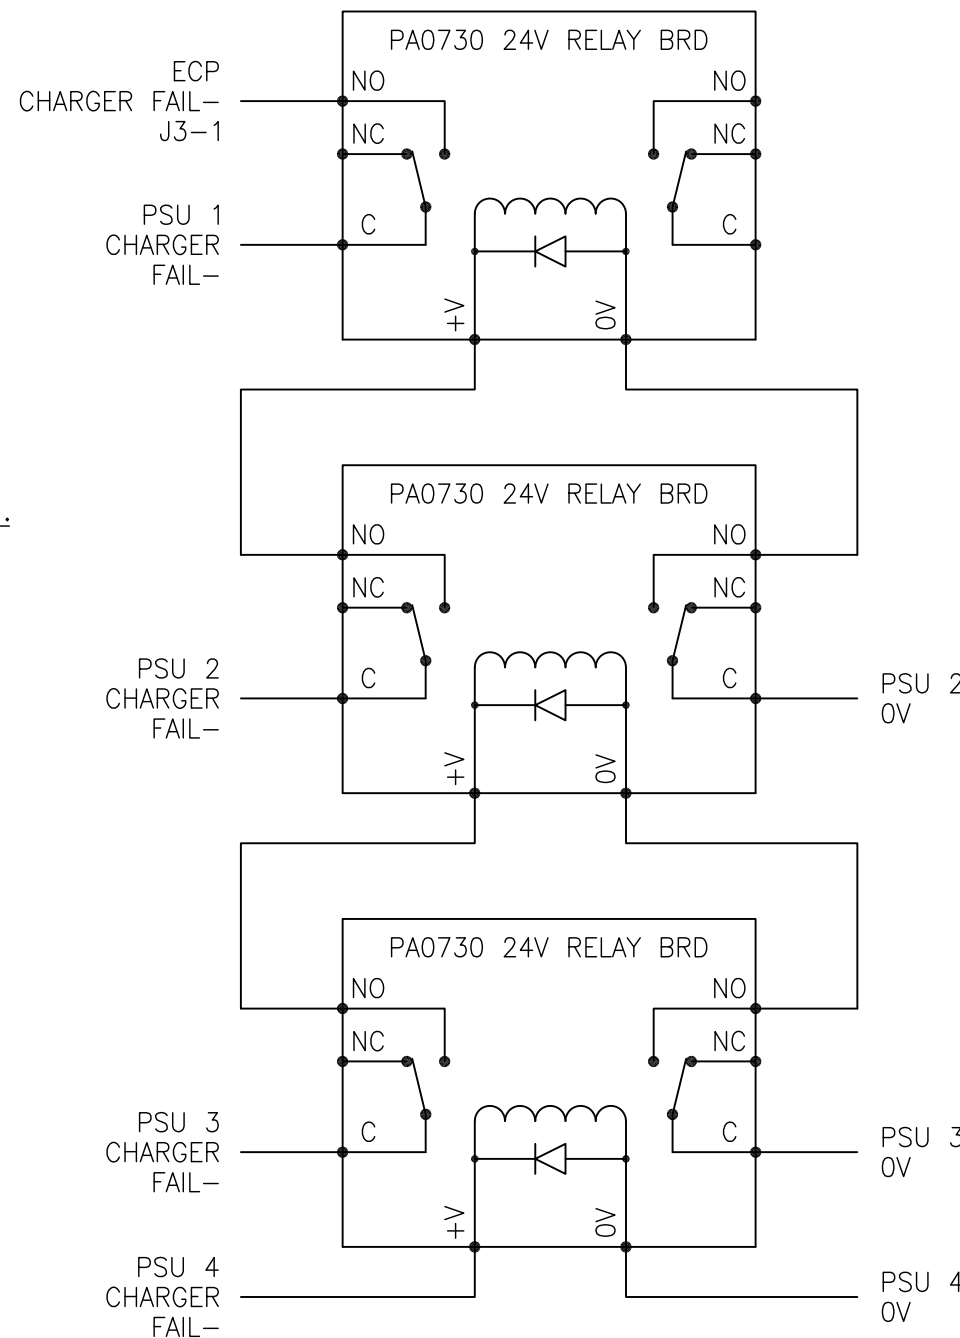 PA0730 24V RELAY BRD
ECP
CHARGER FAIL-
J3-1
NO
NO
NC
NC
PSU 1
CHARGER
FAIL-
C
C
+V
0V
PA0730 24V RELAY BRD
NO
NO
NC
NC
PSU 2
CHARGER
FAIL-
C
C
PSU 2
0V
+V
0V
PA0730 24V RELAY BRD
NO
NO
NC
NC
PSU 3
CHARGER
FAIL-
C
C
PSU 3
0V
+V
0V
PSU 4
CHARGER
FAIL-
PSU 4
0V